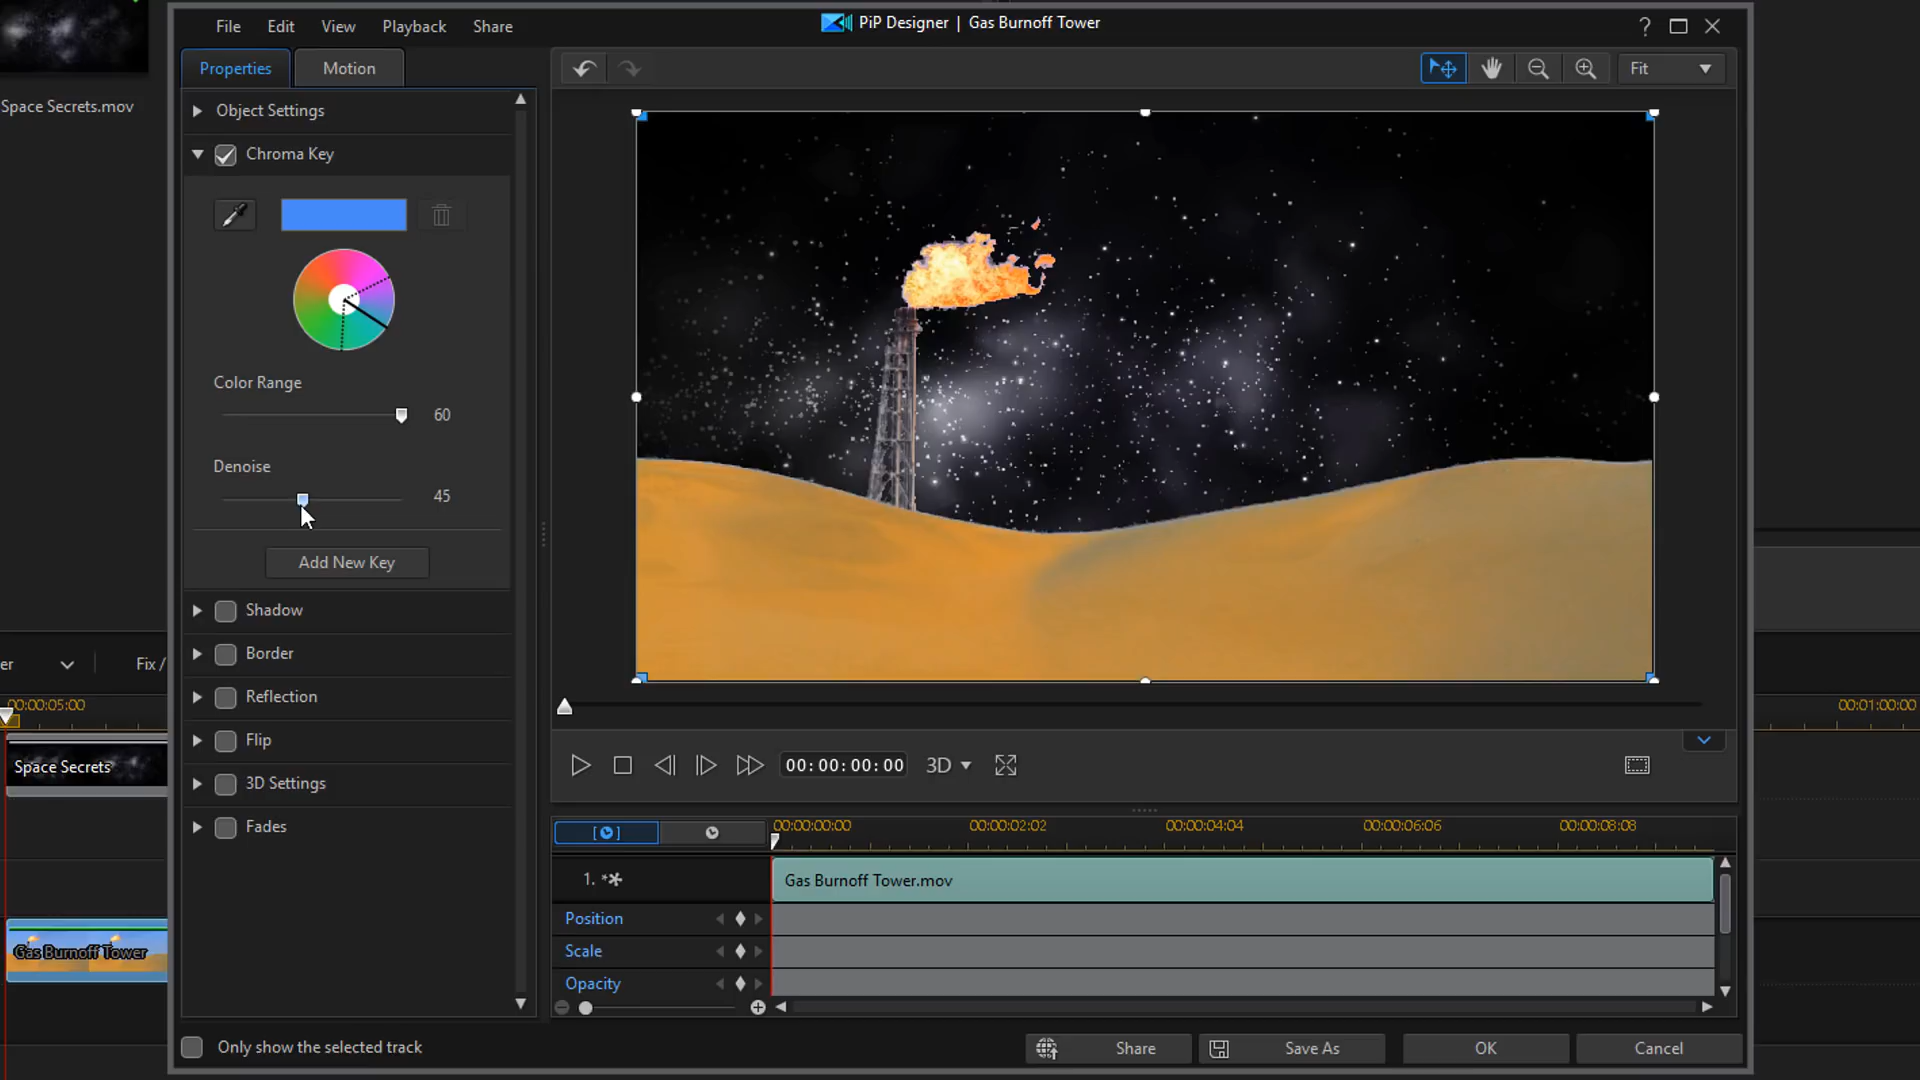 File Edit View Playback Share
PiP Designer | Gas Burnoff Tower
?
Properties Motion
Fit
Space Secrets.mov
Object Settings
Chroma Key
Color Range
60
Denoise
45
Add New Key
Shadow
Border
Reflection
Flip
3D Settings
Fades
er
Fix /
00:00:05:00
00:01:00:00
Space Secrets
Gas Burnoff Tower
00:00:00:00 3D
00:00:00:00 00:00:02:02 00:00:04:04 00:00:06:06 00:00:08:08
1.
Gas Burnoff Tower.mov
Position
Scale
Opacity
Only show the selected track
Share Save As OK Cancel